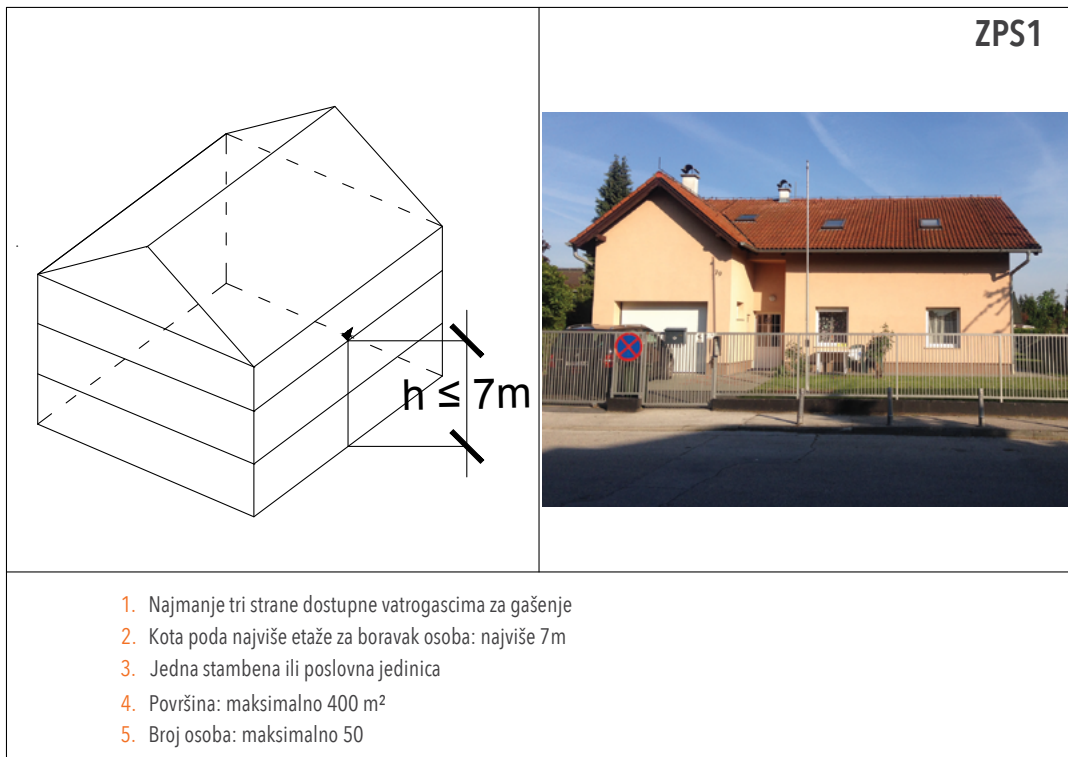 ZPS1
h ≤ 7m
1. Najmanje tri strane dostupne vatrogascima za gašenje
2. Kota poda najviše etaže za boravak osoba: najviše 7m
3. Jedna stambena ili poslovna jedinica
4. Površina: maksimalno 400 m²
5. Broj osoba: maksimalno 50